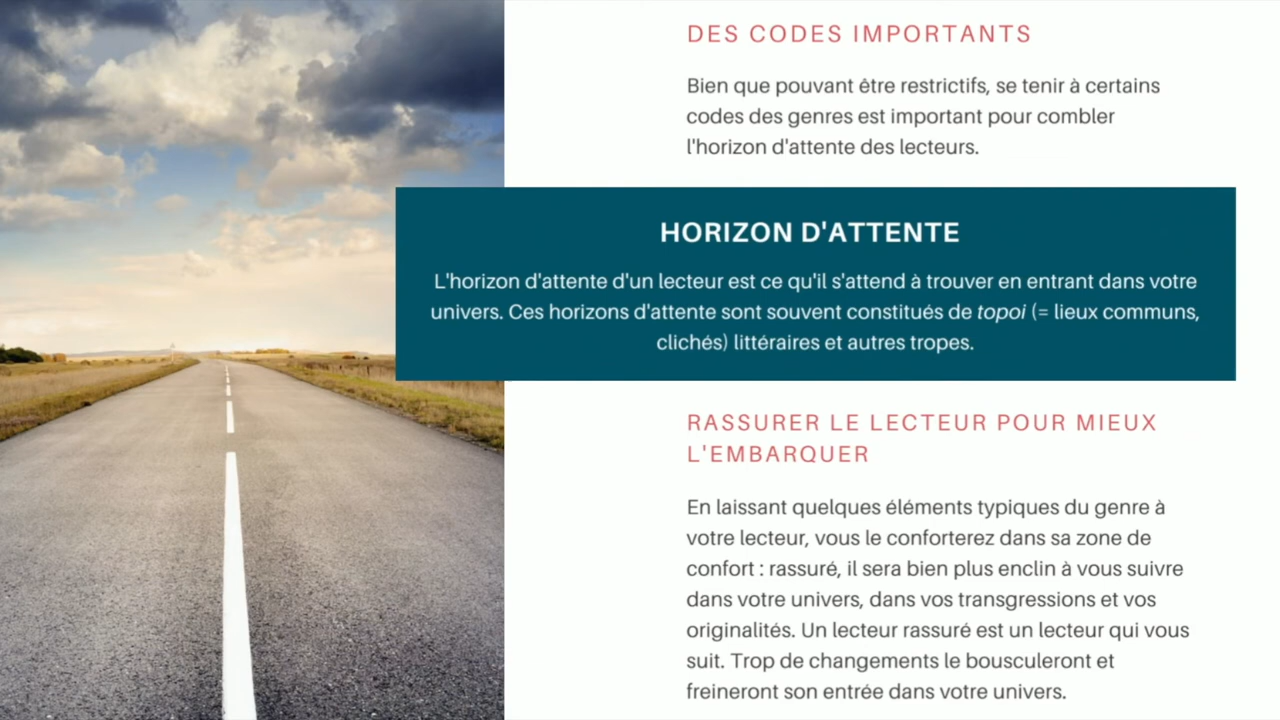 DES CODES IMPORTANTS
Bien que pouvant être restrictifs, se tenir à certains
codes des genres est important pour combler
l'horizon d'attente des lecteurs.
HORIZON D'ATTENTE
L'horizon d'attente d'un lecteur est ce qu'il s'attend à trouver en entrant dans votre
univers. Ces horizons d'attente sont souvent constitués de topoi (= lieux communs,
clichés) littéraires et autres tropes.
RASSURER LE LECTEUR POUR MIEUX
L'EMBARQUER
En laissant quelques éléments typiques du genre à
votre lecteur, vous le conforterez dans sa zone de
confort : rassuré, il sera bien plus enclin à vous suivre
dans votre univers, dans vos transgressions et vos
originalités. Un lecteur rassuré est un lecteur qui vous
suit. Trop de changements le bousculeront et
freineront son entrée dans votre univers.